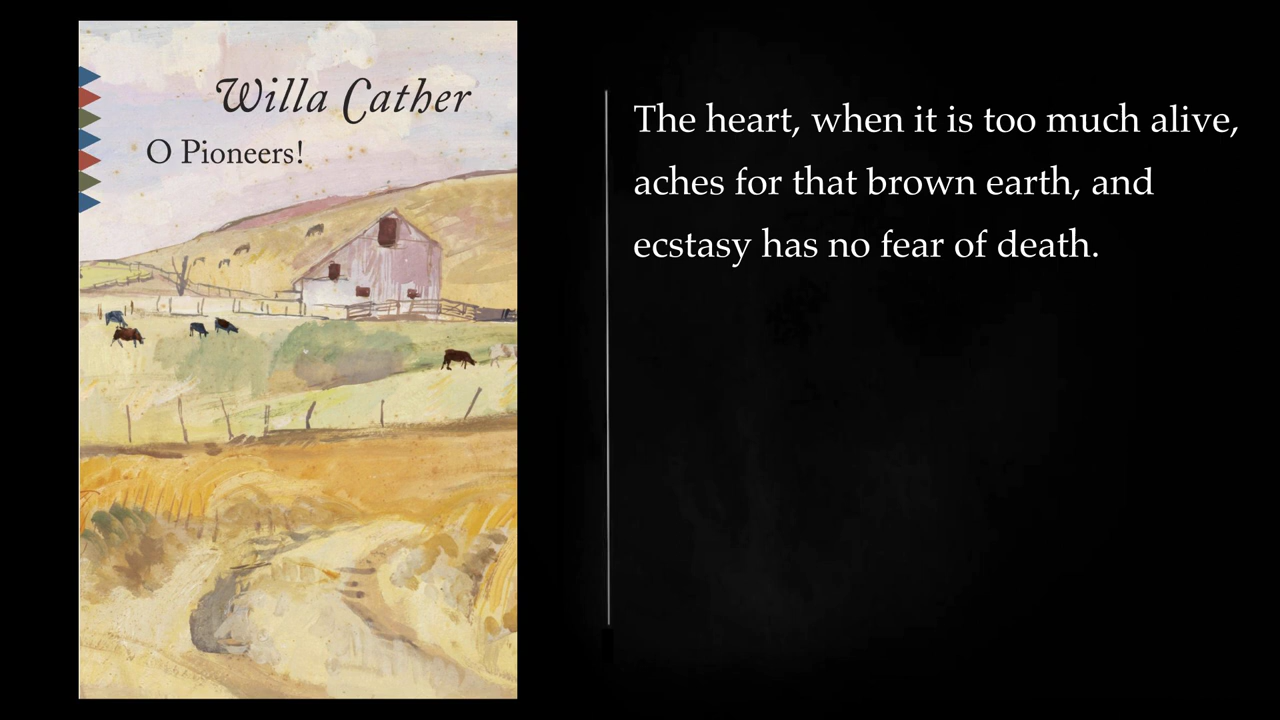 Willa Cather
O Pioneers!
The heart, when it is too much alive,
aches for that brown earth, and
ecstasy has no fear of death.